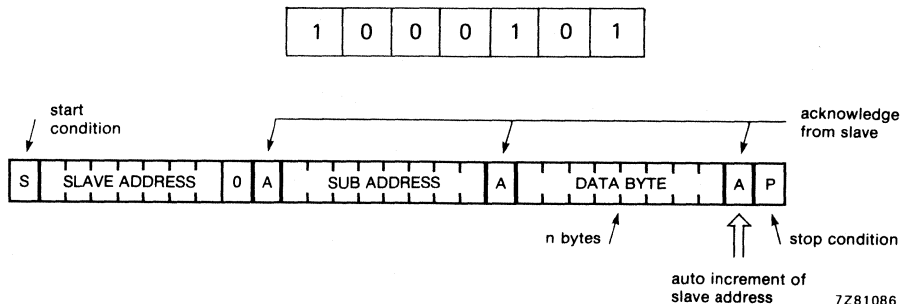 1 0 0 0 0 1 0 1
start
condition
acknowledge
from slave
S SLAVE ADDRESS 0 A SUB ADDRESS A DATA BYTE A P
n bytes
stop condition
auto increment of
slave address
7Z81086